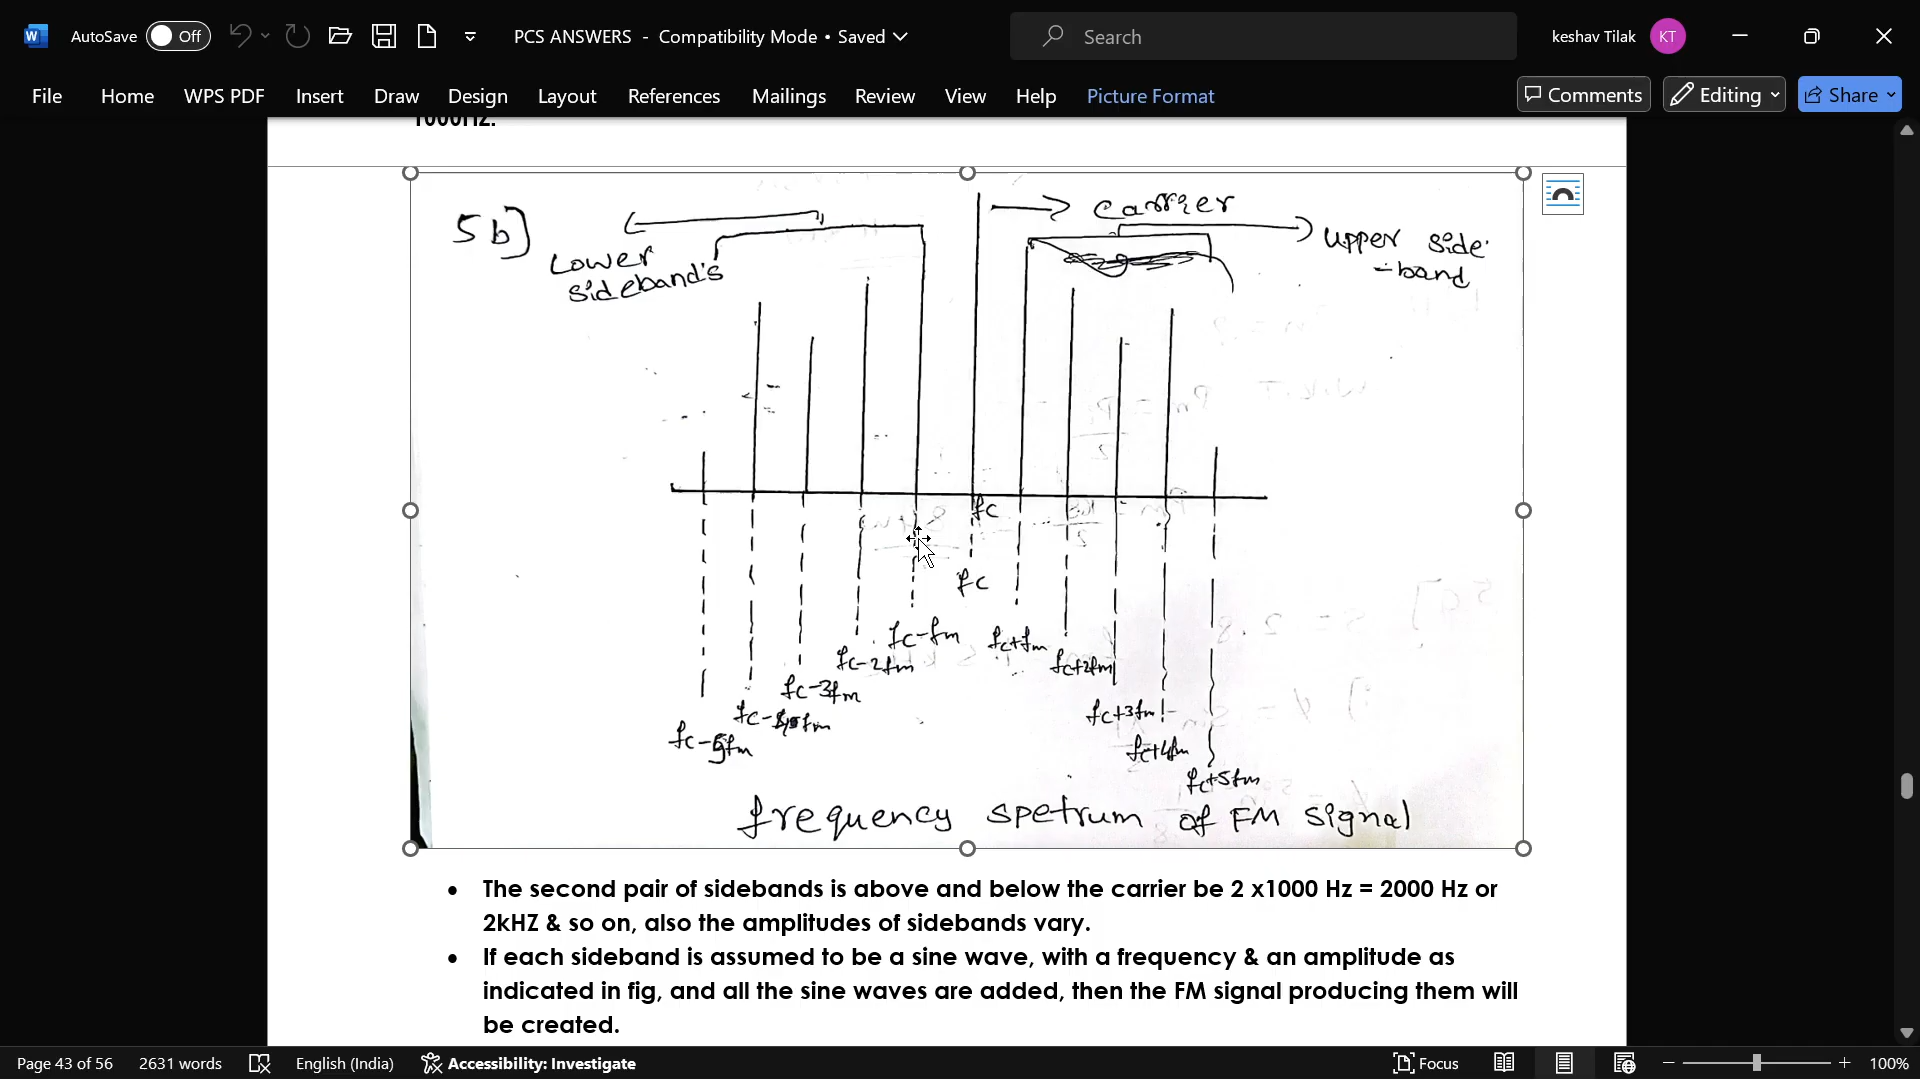 AutoSave Off PCS ANSWERS - Compatibility Mode • Saved Search keshav Tilak KT
File Home WPS PDF Insert Draw Design Layout References Mailings Review View Help Picture Format Comments Editing Share
1000Hz.
5b] Carrier
Lower sideband's
upper side-band
fc
fc
fc-fm fc+fm
fc-2fm fc+2fm
fc-3fm fc+3fm
fc+4fm
fc-5fm fc+5fm
frequency spetrum of FM signal
• The second pair of sidebands is above and below the carrier be 2 x1000 Hz = 2000 Hz or
2kHZ & so on, also the amplitudes of sidebands vary.
• If each sideband is assumed to be a sine wave, with a frequency & an amplitude as
indicated in fig, and all the sine waves are added, then the FM signal producing them will
be created.
Page 43 of 56 2631 words English (India) Accessibility: Investigate Focus 100%